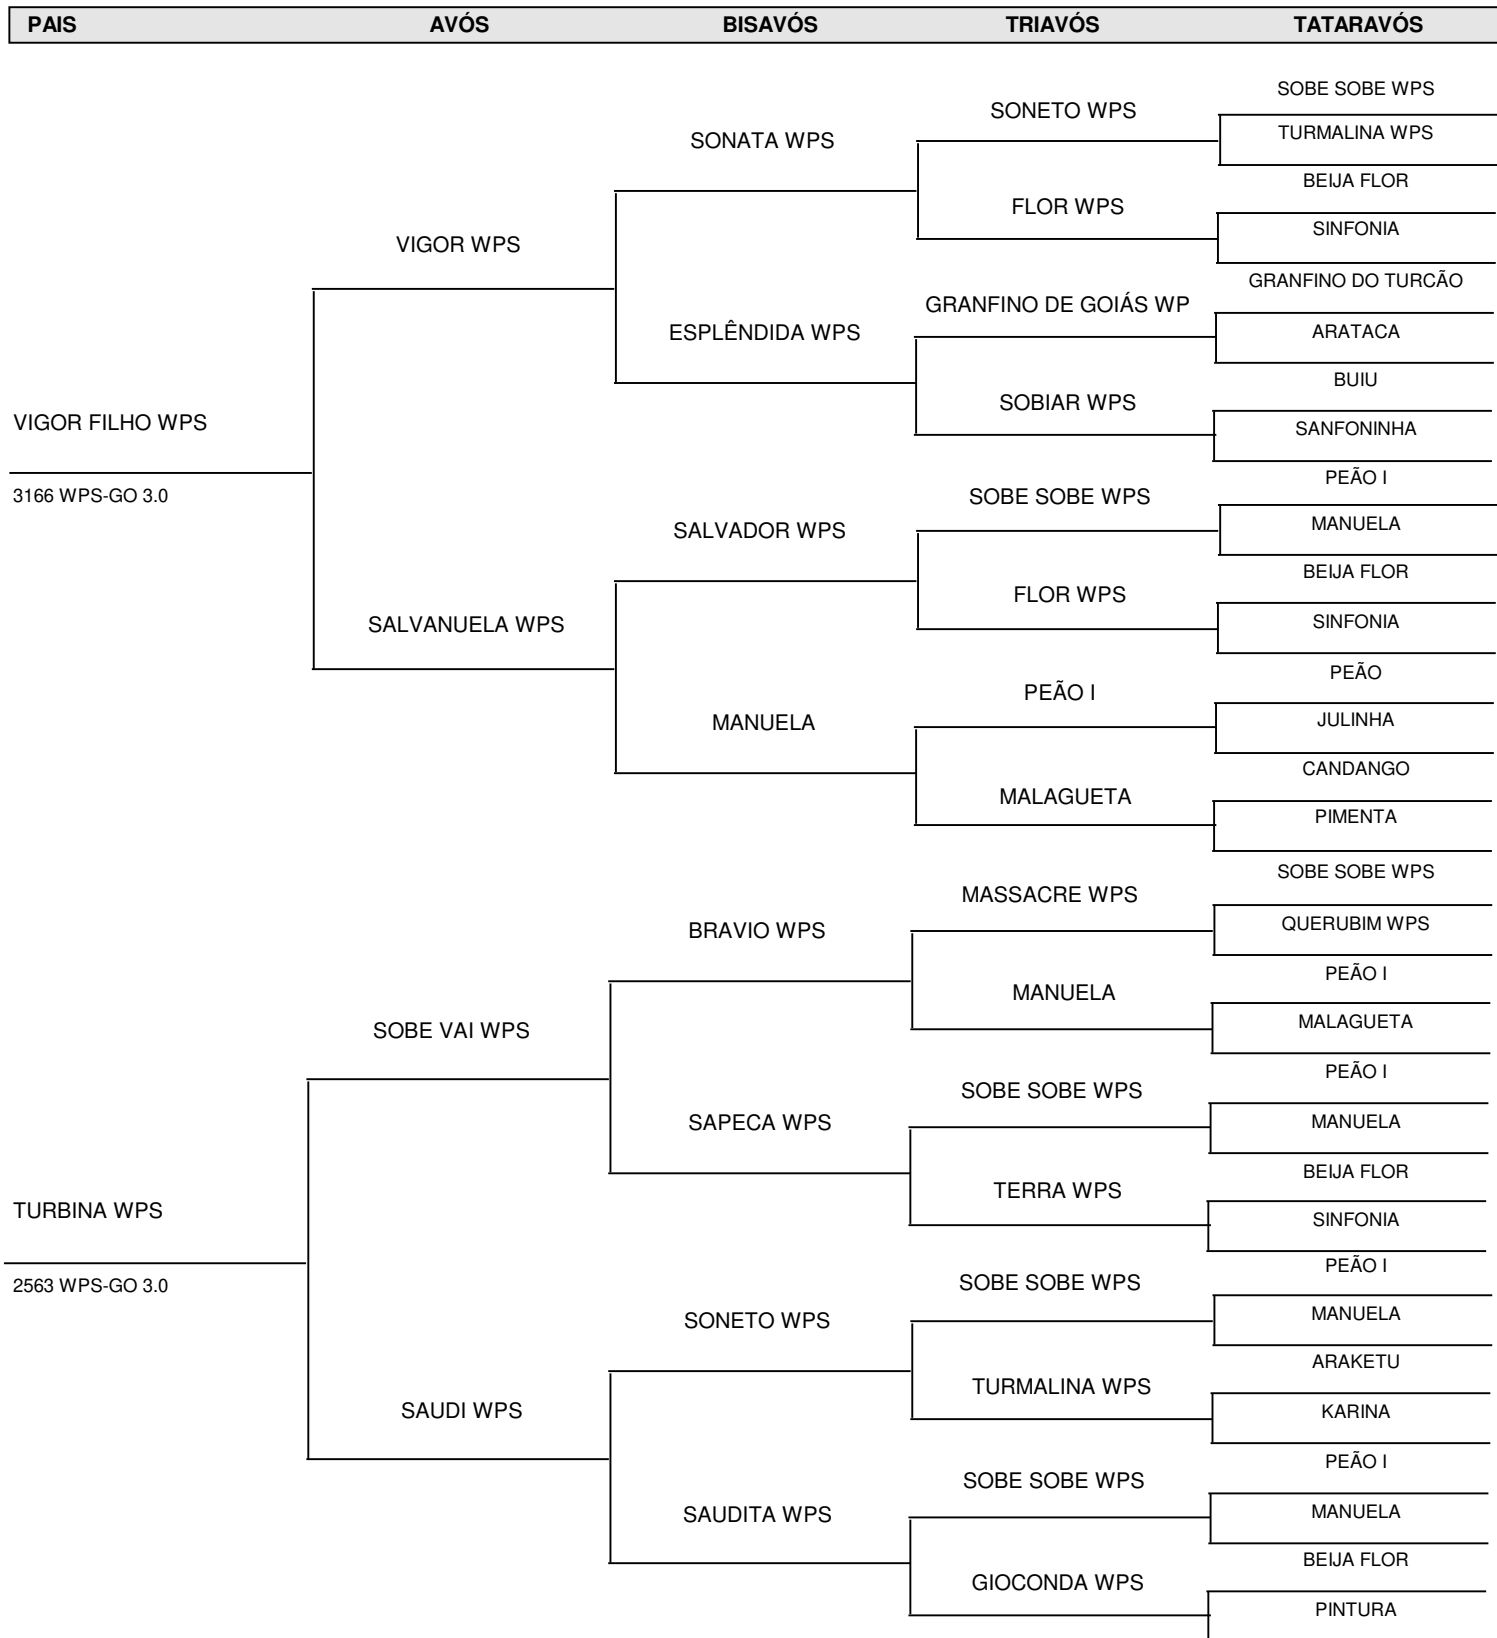 PAIS AVÓS BISAVÓS TRIAVÓS TATARAVÓS
SOBE SOBE WPS
SONETO WPS
TURMALINA WPS
SONATA WPS
BEIJA FLOR
FLOR WPS
SINFONIA
VIGOR WPS
GRANFINO DO TURCÃO
GRANFINO DE GOIÁS WP
ARATACA
ESPLÊNDIDA WPS
BUIU
SOBIAR WPS
SANFONINHA
VIGOR FILHO WPS
3166 WPS-GO 3.0
PEÃO I
SOBE SOBE WPS
MANUELA
SALVADOR WPS
BEIJA FLOR
FLOR WPS
SINFONIA
SALVANUELA WPS
PEÃO
PEÃO I
JULINHA
MANUELA
CANDANGO
MALAGUETA
PIMENTA
SOBE SOBE WPS
MASSACRE WPS
QUERUBIM WPS
BRAVIO WPS
PEÃO I
MANUELA
MALAGUETA
SOBE VAI WPS
PEÃO I
SOBE SOBE WPS
MANUELA
SAPECA WPS
BEIJA FLOR
TERRA WPS
SINFONIA
TURBINA WPS
2563 WPS-GO 3.0
PEÃO I
SOBE SOBE WPS
MANUELA
SONETO WPS
ARAKETU
TURMALINA WPS
KARINA
SAUDI WPS
PEÃO I
SOBE SOBE WPS
MANUELA
SAUDITA WPS
BEIJA FLOR
GIOCONDA WPS
PINTURA